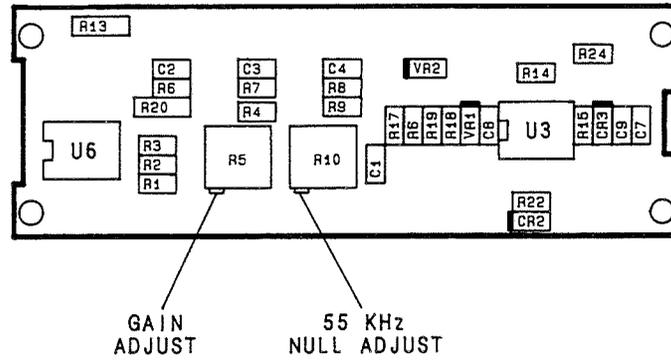 R13
R24
C2
C3
C4
VR2
R14
R6
R7
R8
R20
R4
R9
R17
R6
R19
R18
VR1
C8
U3
R15
CR3
C9
C7
U6
R3
R2
R1
R5
R10
C1
R22
CR2
GAIN
ADJUST
55 KHz
NULL ADJUST